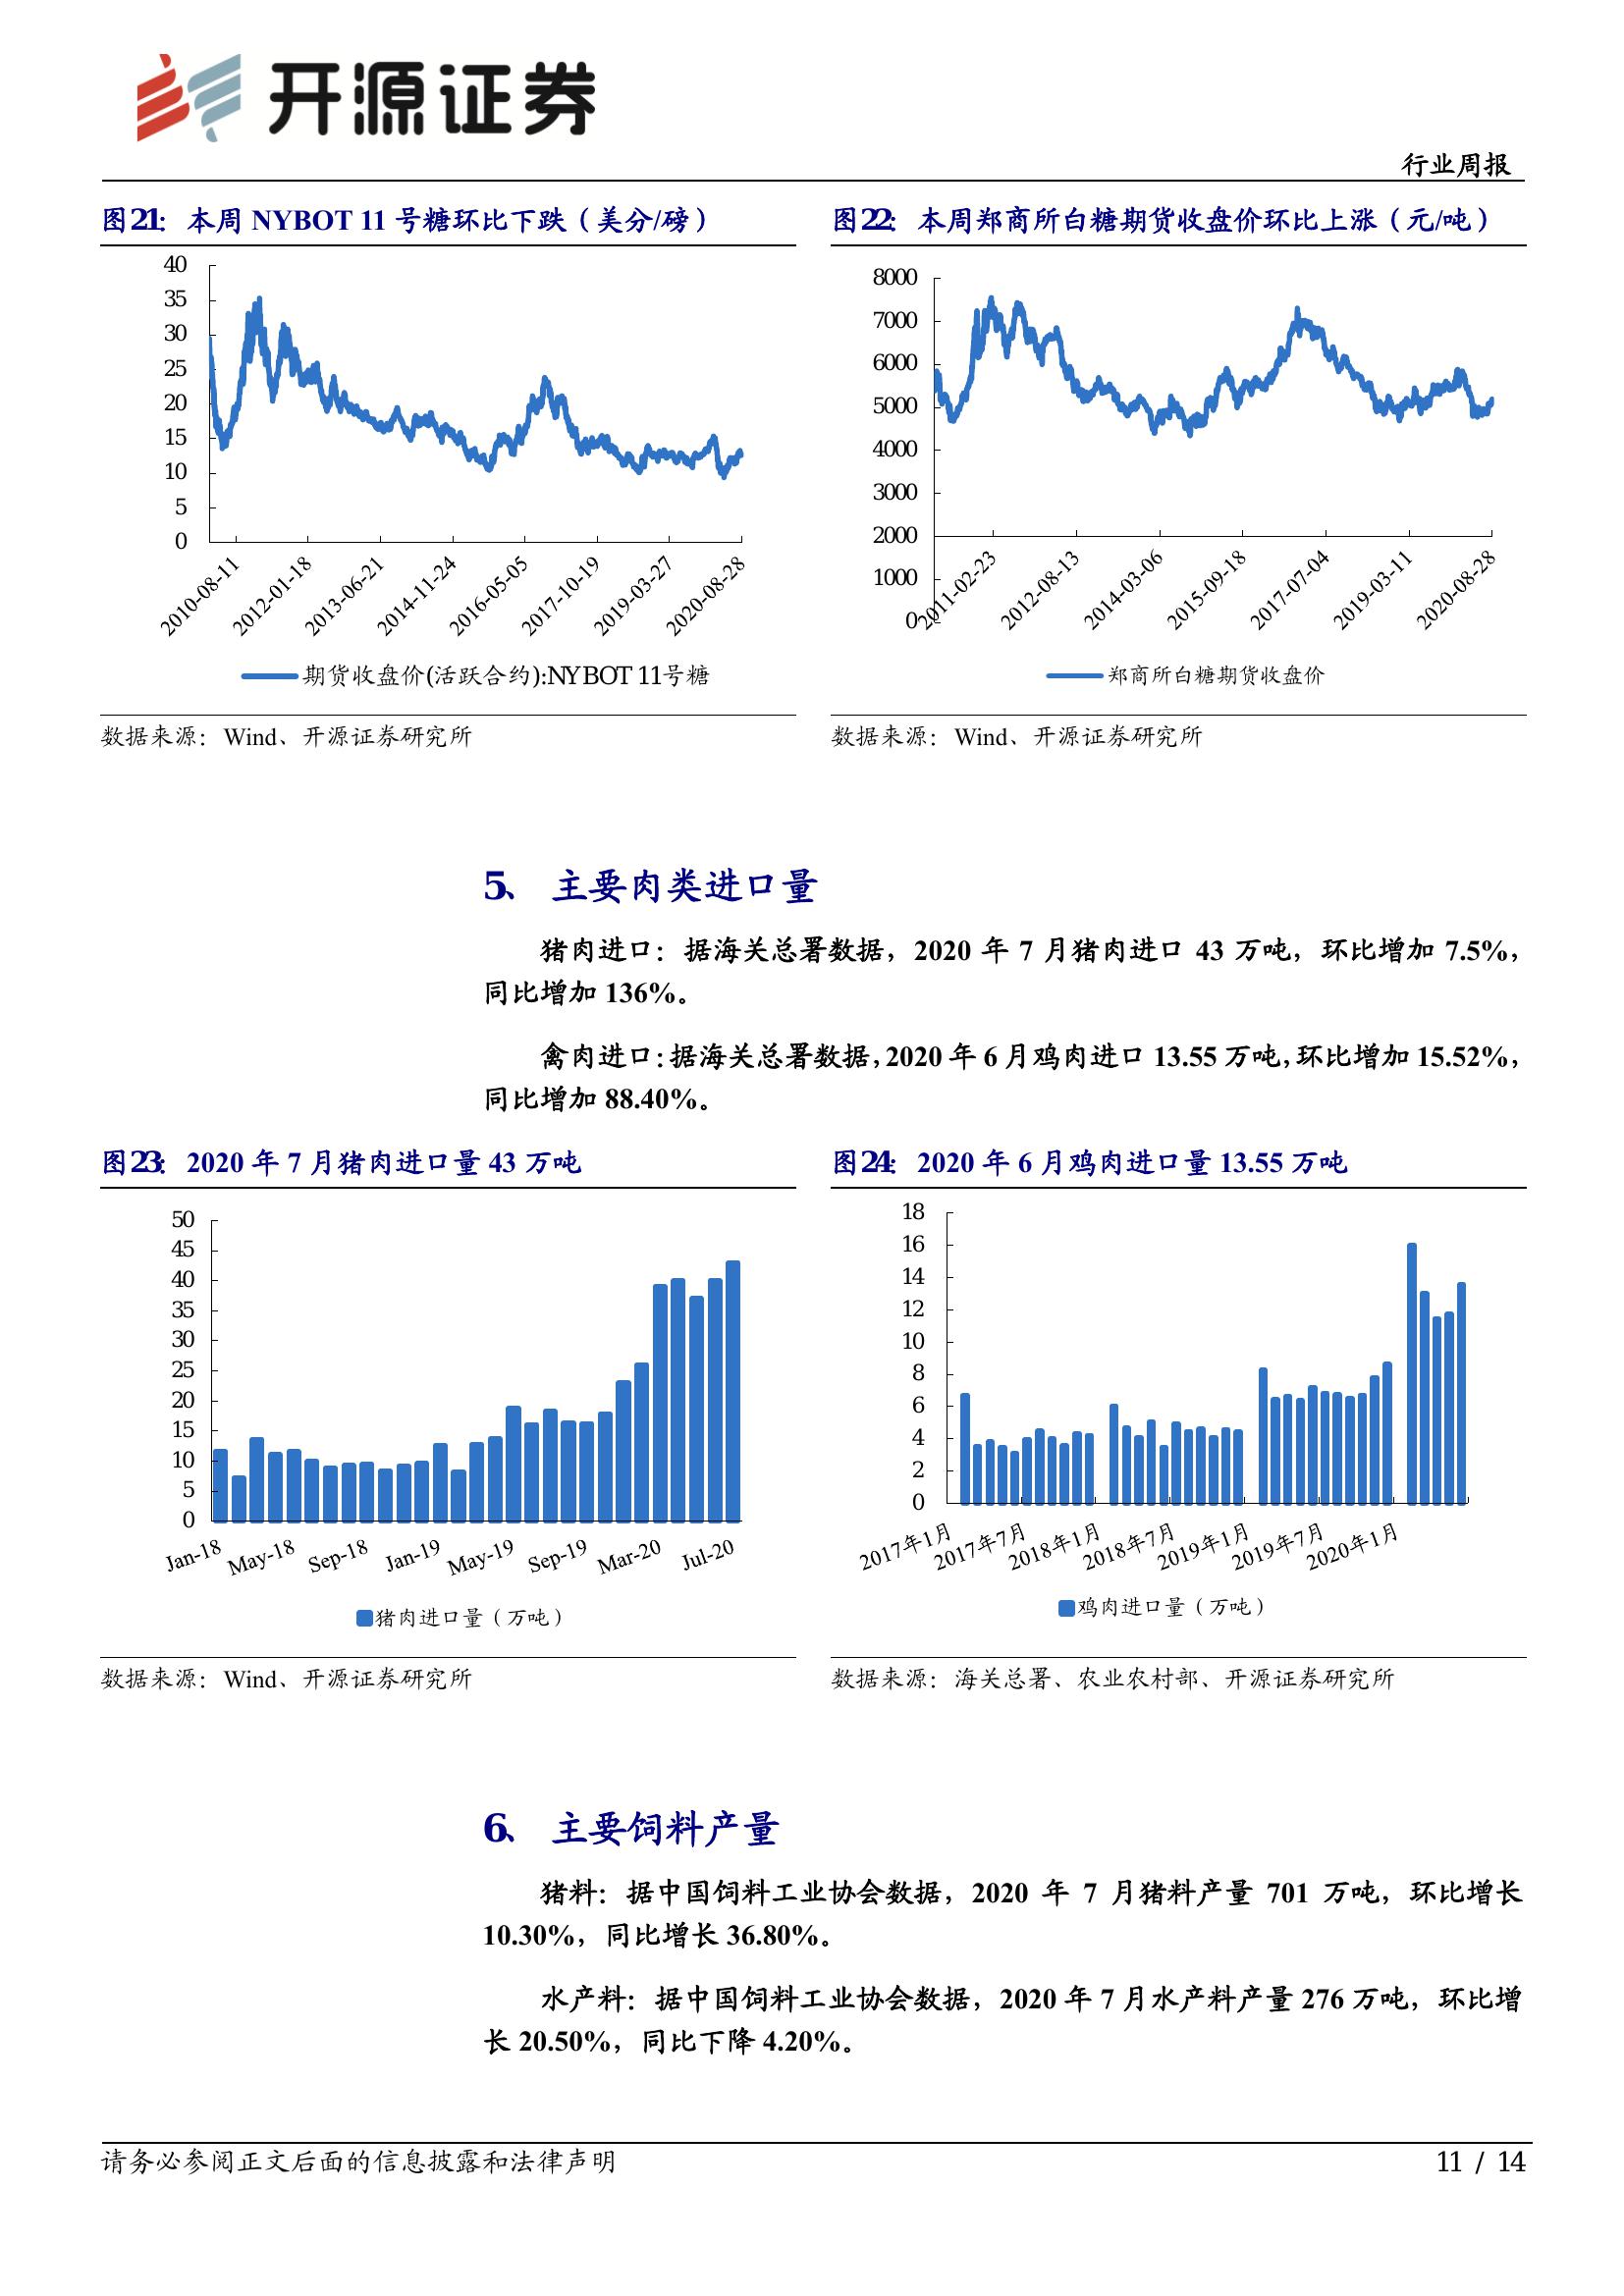 开源证券
行业周报
图21：本周 NYBOT 11 号糖环比下跌（美分/磅）
40
35
30
25
20
15
10
5
0
2010-08-11
2012-01-18
2013-06-21
2014-11-24
2016-05-05
2017-10-19
2019-03-27
2020-08-28
期货收盘价(活跃合约):NYBOT 11号糖
数据来源：Wind、开源证券研究所
图22：本周郑商所白糖期货收盘价环比上涨（元/吨）
8000
7000
6000
5000
4000
3000
2000
1000
0
2011-02-23
2012-08-13
2014-03-06
2015-09-18
2017-07-04
2019-03-11
2020-08-28
郑商所白糖期货收盘价
数据来源：Wind、开源证券研究所
5、 主要肉类进口量
猪肉进口：据海关总署数据，2020 年 7 月猪肉进口 43 万吨，环比增加 7.5%，
同比增加 136%。
禽肉进口：据海关总署数据，2020 年 6 月鸡肉进口 13.55 万吨，环比增加 15.52%，
同比增加 88.40%。
图23：2020 年 7 月猪肉进口量 43 万吨
50
45
40
35
30
25
20
15
10
5
0
Jan-18
May-18
Sep-18
Jan-19
May-19
Sep-19
Mar-20
Jul-20
猪肉进口量（万吨）
数据来源：Wind、开源证券研究所
图24：2020 年 6 月鸡肉进口量 13.55 万吨
18
16
14
12
10
8
6
4
2
0
2017年1月
2017年7月
2018年1月
2018年7月
2019年1月
2019年7月
2020年1月
鸡肉进口量（万吨）
数据来源：海关总署、农业农村部、开源证券研究所
6、 主要饲料产量
猪料：据中国饲料工业协会数据，2020 年 7 月猪料产量 701 万吨，环比增长
10.30%，同比增长 36.80%。
水产料：据中国饲料工业协会数据，2020 年 7 月水产料产量 276 万吨，环比增
长 20.50%，同比下降 4.20%。
请务必参阅正文后面的信息披露和法律声明
11 / 14